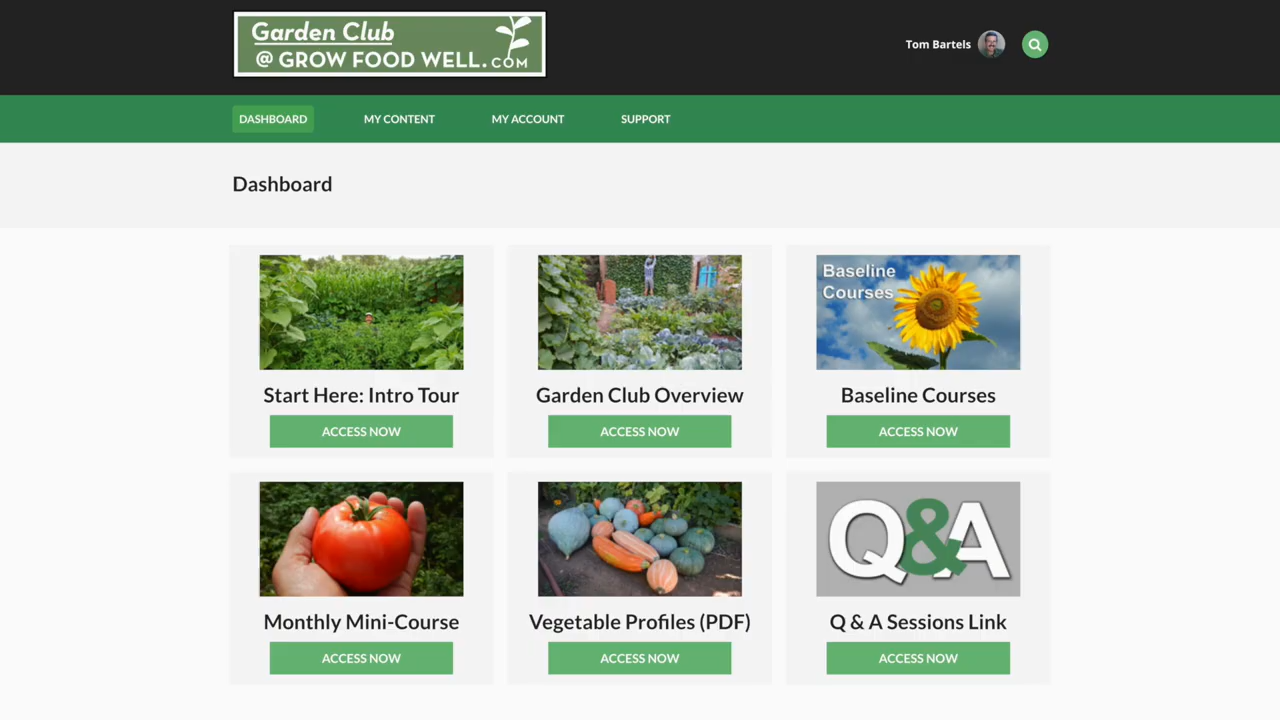 Garden Club
@ GROW FOOD WELL.COM
Tom Bartels
DASHBOARD MY CONTENT MY ACCOUNT SUPPORT
Dashboard
Baseline
Courses
Start Here: Intro Tour
ACCESS NOW
Garden Club Overview
ACCESS NOW
Baseline Courses
ACCESS NOW
Q&A
Monthly Mini-Course
ACCESS NOW
Vegetable Profiles (PDF)
ACCESS NOW
Q & A Sessions Link
ACCESS NOW